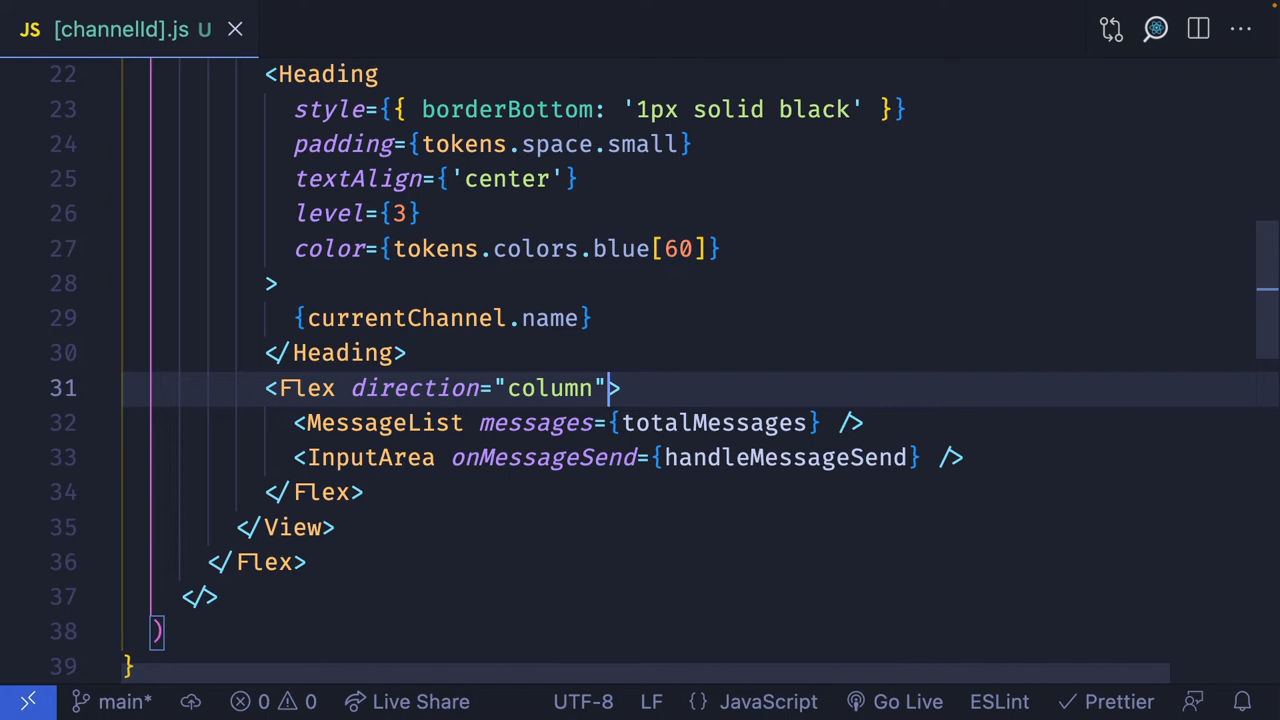 JS [channelId].js U
22 <Heading
23 style={{ borderBottom: '1px solid black' }}
24 padding={tokens.space.small}
25 textAlign={'center'}
26 level={3}
27 color={tokens.colors.blue[60]}
28 >
29 {currentChannel.name}
30 </Heading>
31 <Flex direction="column">
32 <MessageList messages={totalMessages} />
33 <InputArea onMessageSend={handleMessageSend} />
34 </Flex>
35 </View>
36 </Flex>
37 </>
38 )
39 }
main* 0 0 Live Share UTF-8 LF {} JavaScript Go Live ESLint Prettier